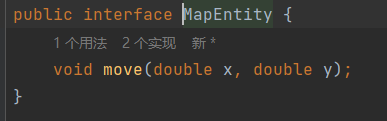 public interface MapEntity {
1个用法 2个实现 新 *
void move(double x, double y);
}